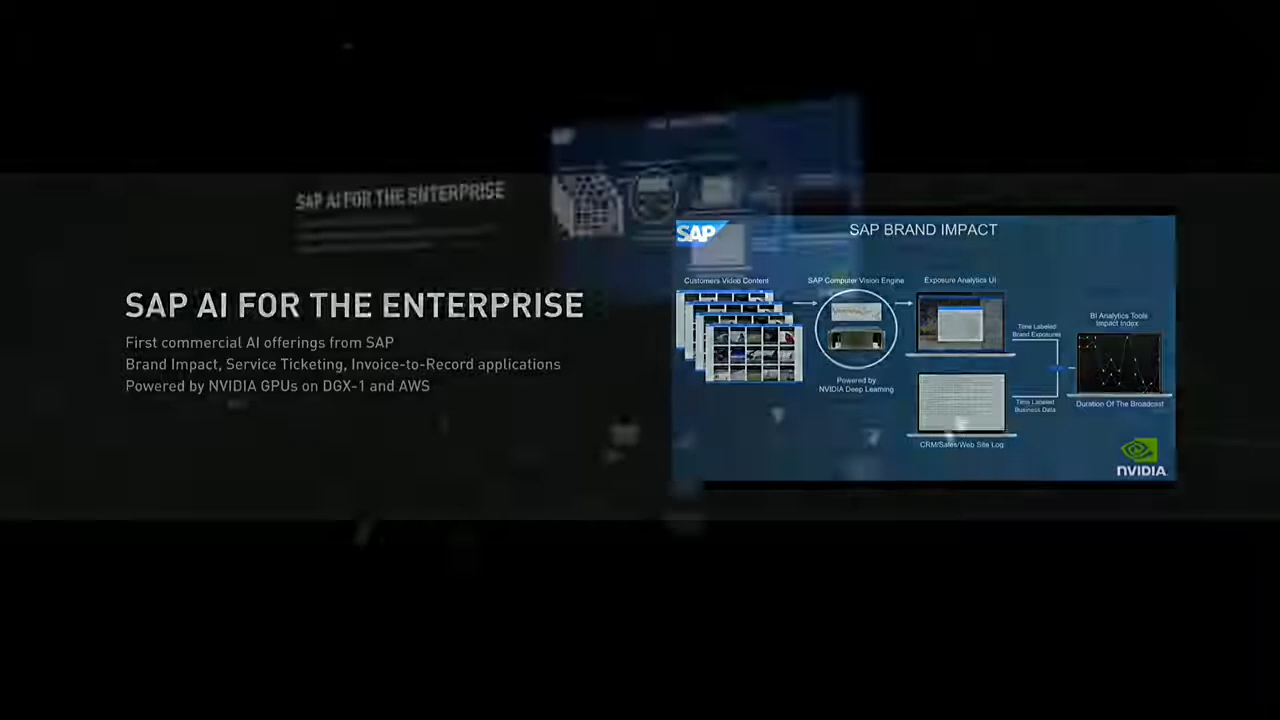 SAP AI FOR THE ENTERPRISE
SAP AI FOR THE ENTERPRISE
First commercial AI offerings from SAP
Brand Impact, Service Ticketing, Invoice-to-Record applications
Powered by NVIDIA GPUs on DGX-1 and AWS
SAP
SAP BRAND IMPACT
Customers Video Content
SAP Computer Vision Engine
Exposure Analytics UI
Powered by
NVIDIA Deep Learning
Time Labeled
Brand Exposures
BI Analytics Tools
Impact Index
Time Labeled
Business Data
Duration Of The Broadcast
CRM/Sales/Web Site Log
NVIDIA